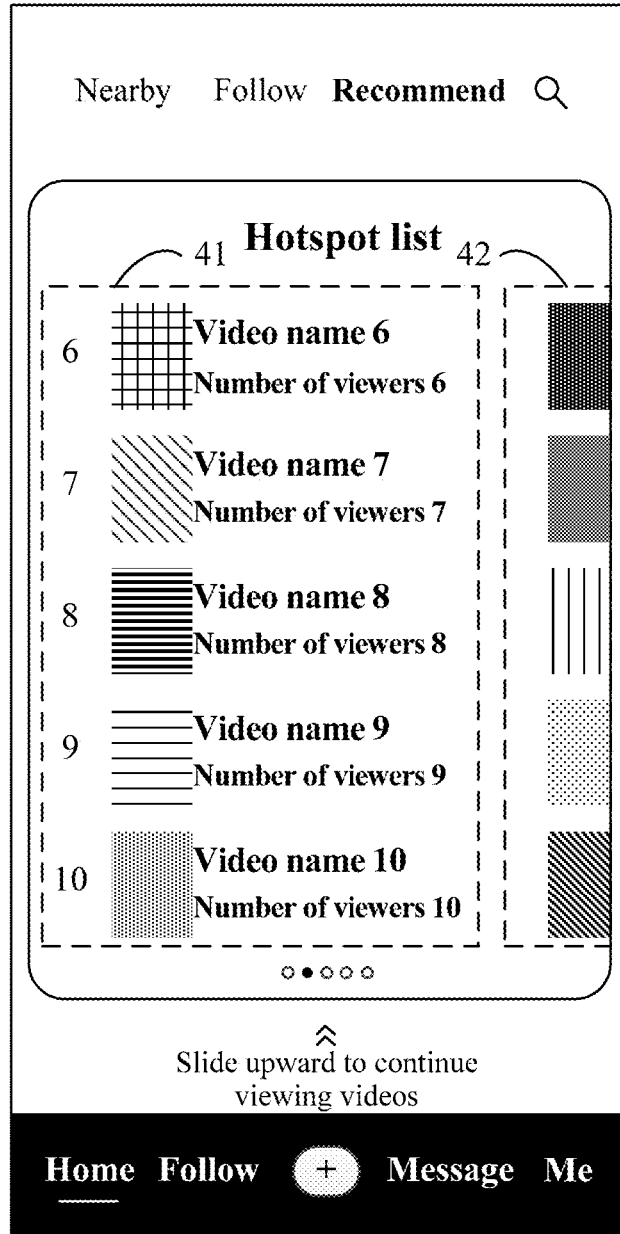 Nearby Follow Recommend
Hotspot list
41
42
6
Video name 6
Number of viewers 6
7
Video name 7
Number of viewers 7
8
Video name 8
Number of viewers 8
9
Video name 9
Number of viewers 9
10
Video name 10
Number of viewers 10
Slide upward to continue
viewing videos
Home Follow + Message Me